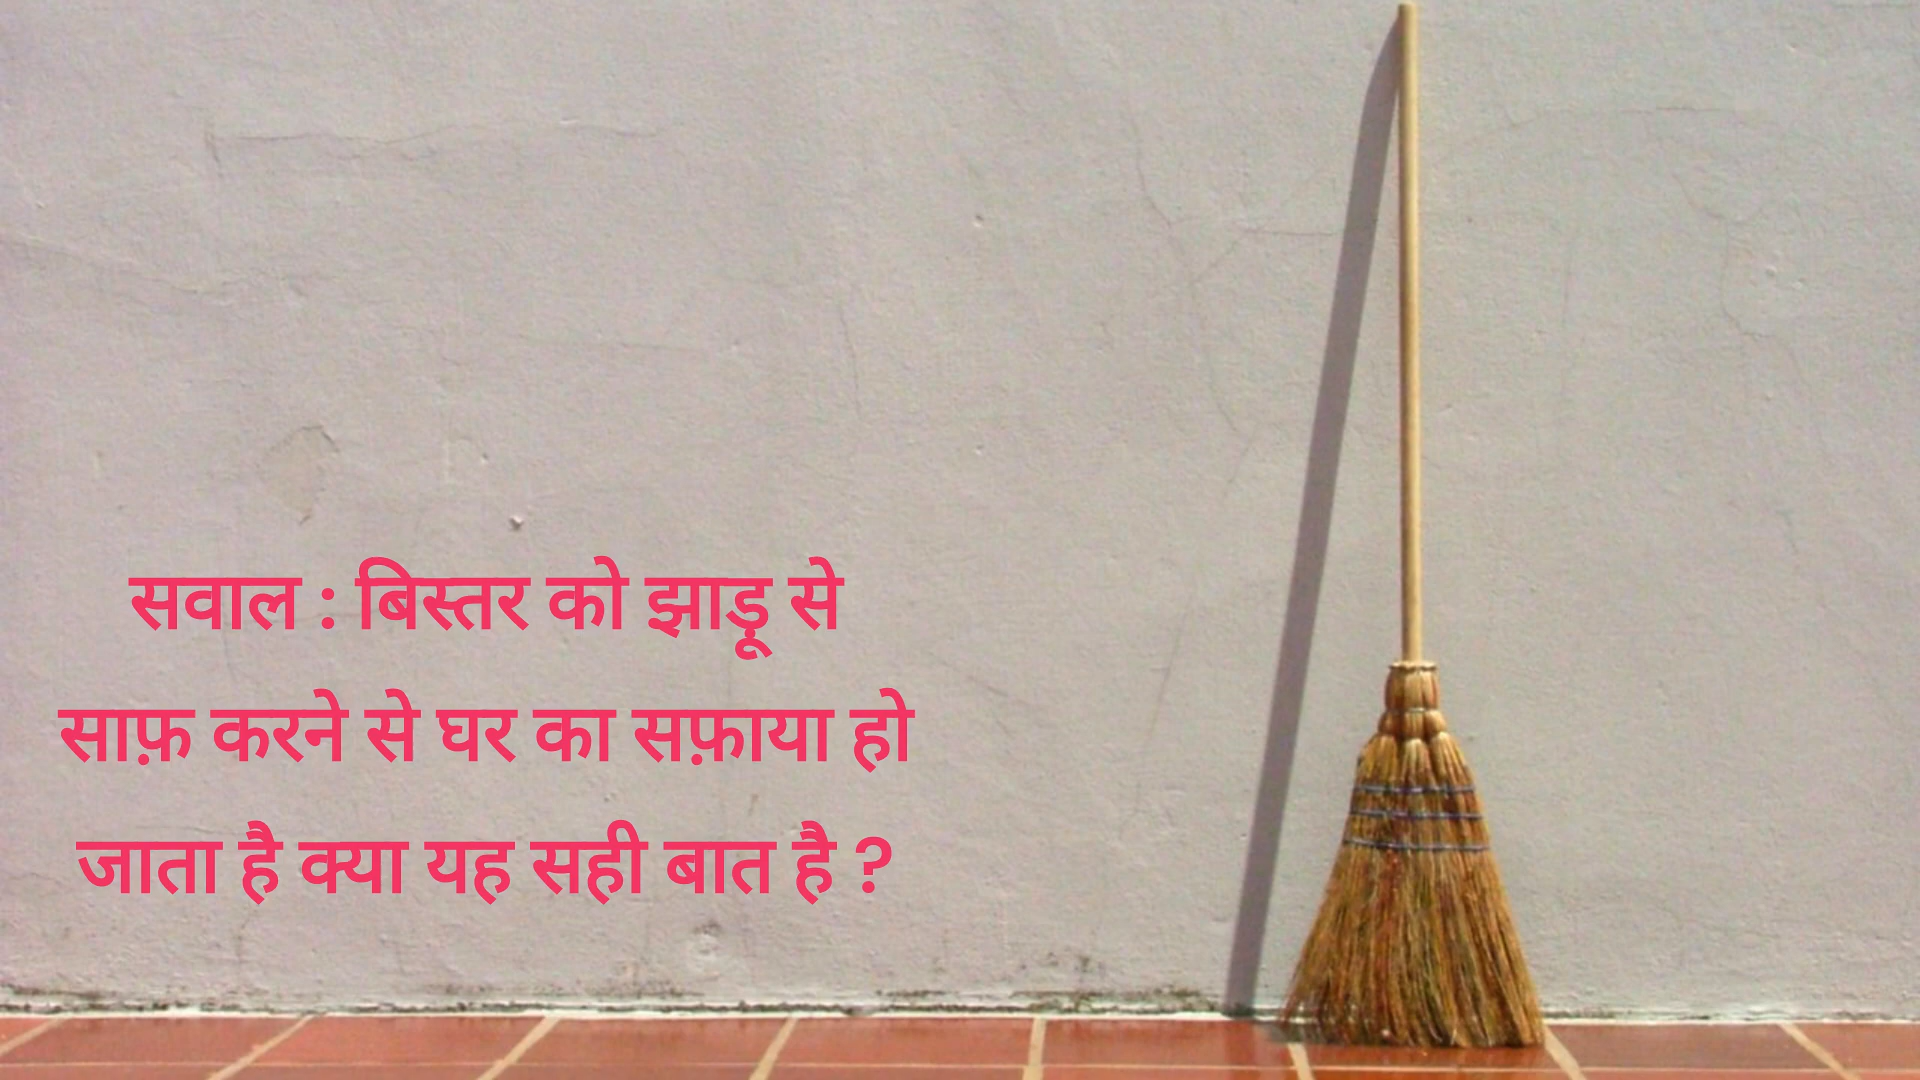 सवाल : बिस्तर को झाड़ू से
साफ़ करने से घर का सफ़ाया हो
जाता है क्या यह सही बात है ?